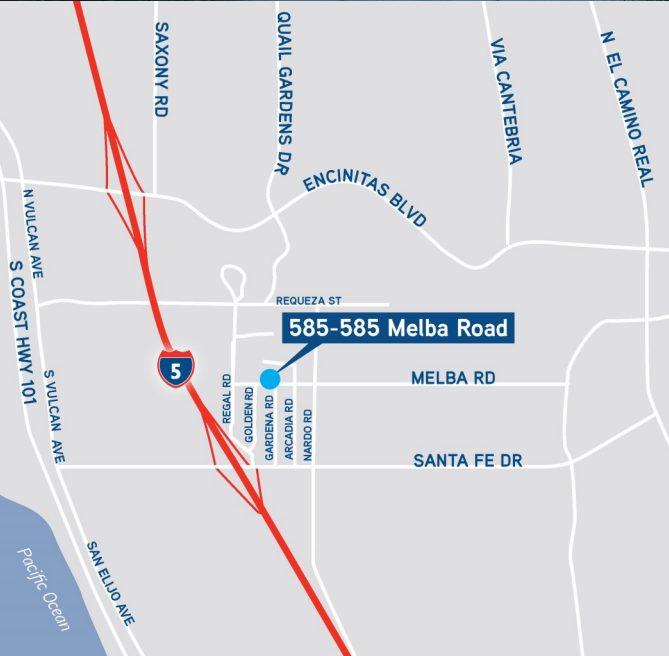 SAXONY RD
QUAIL GARDENS DR
VIA CANTEBRIA
N EL CAMINO REAL
ENCINITAS BLVD
N VULCAN AVE
S COAST HWY 101
REQUEZA ST
585-585 Melba Road
5
MELBA RD
REGAL RD
GOLDEN RD
GARDENA RD
ARCADIA RD
NARDO RD
S VULCAN AVE
SANTA FE DR
SAN ELIJO AVE
Pacific Ocean